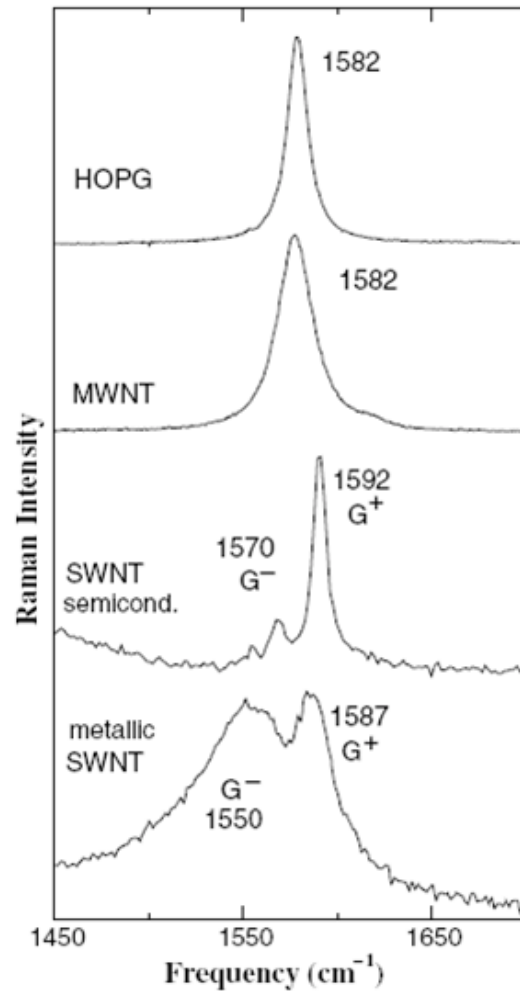 1582
HOPG
1582
MWNT
1592
G⁺
1570
G⁻
SWNT
semicond.
1587
G⁺
metallic
SWNT
G⁻
1550
Raman Intensity
1450
1550
1650
Frequency (cm⁻¹)